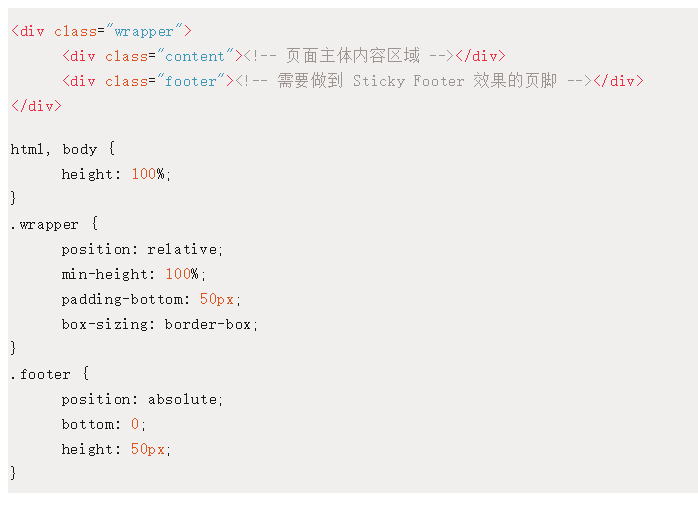 <div class="wrapper">
<div class="content"><!-- 页面主体内容区域 --></div>
<div class="footer"><!-- 需要做到 Sticky Footer 效果的页脚 --></div>
</div>
html, body {
height: 100%;
}
.wrapper {
position: relative;
min-height: 100%;
padding-bottom: 50px;
box-sizing: border-box;
}
.footer {
position: absolute;
bottom: 0;
height: 50px;
}